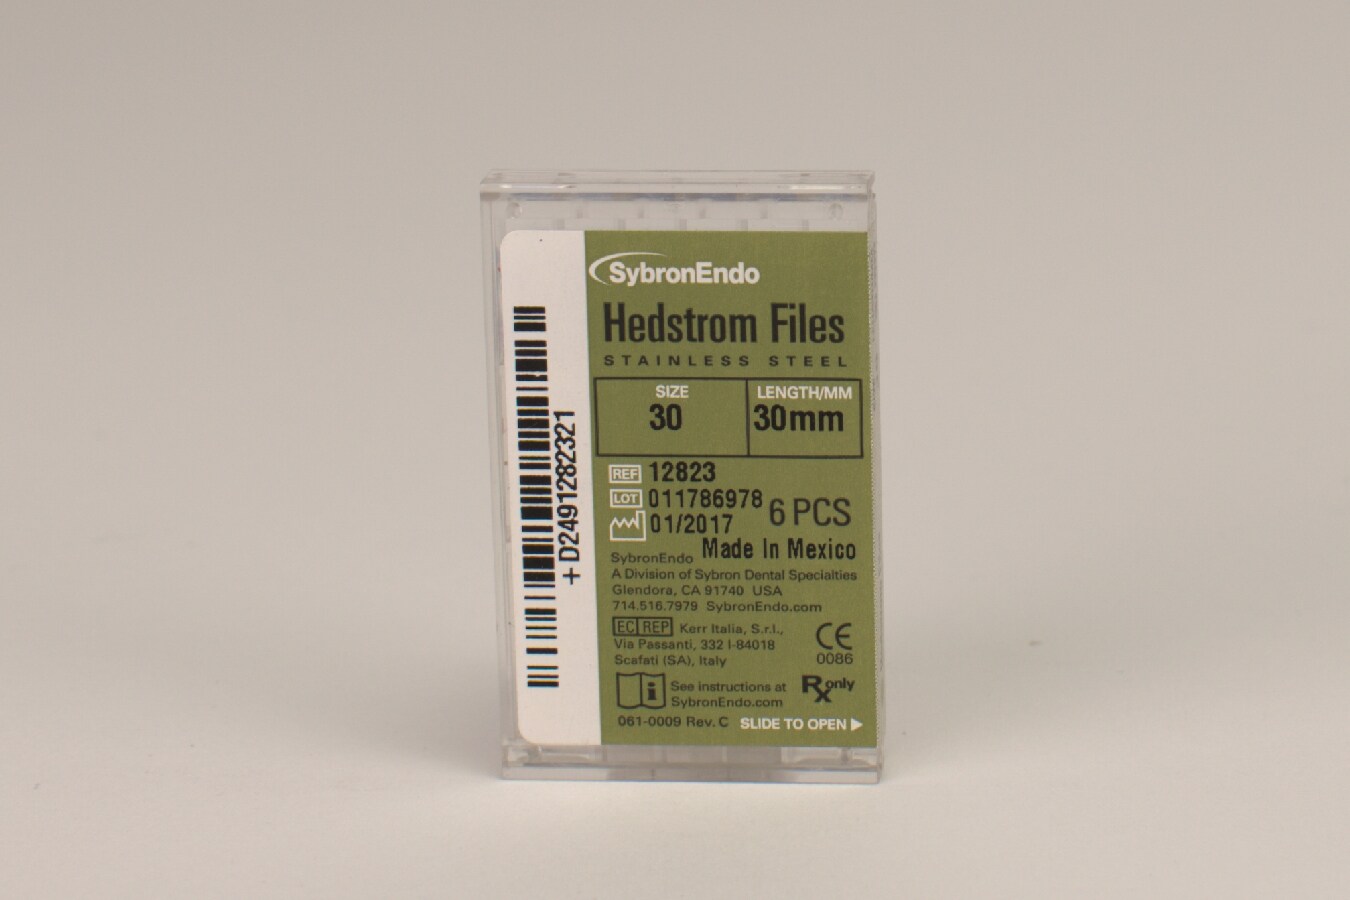 SybronEndo
Hedstrom Files
STAINLESS STEEL
SIZE
30
LENGTH/MM
30mm
REF 12823
LOT 011786978
01/2017
6 PCS
Made In Mexico
SybronEndo
A Division of Sybron Dental Specialties
Glendora, CA 91740 USA
714.516.7979 SybronEndo.com
EC REP Kerr Italia, S.r.l.,
Via Passanti, 332 I-84018
Scafati (SA), Italy
CE
0086
i See instructions at
SybronEndo.com
Rx only
061-0009 Rev. C SLIDE TO OPEN
+D249128232​1